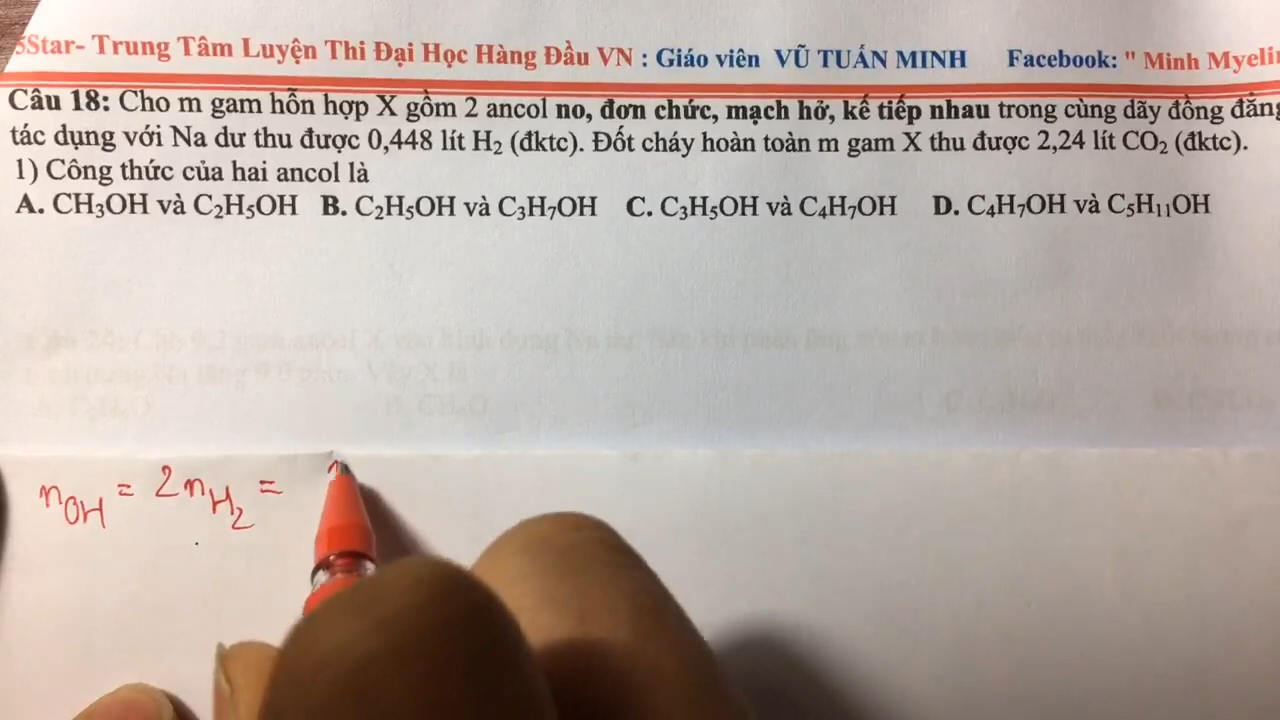 5Star- Trung Tâm Luyện Thi Đại Học Hàng Đầu VN : Giáo viên VŨ TUẤN MINH Facebook: " Minh Myelin
Câu 18: Cho m gam hỗn hợp X gồm 2 ancol no, đơn chức, mạch hở, kế tiếp nhau trong cùng dãy đồng đẳng
tác dụng với Na dư thu được 0,448 lít H₂ (đktc). Đốt cháy hoàn toàn m gam X thu được 2,24 lít CO₂ (đktc).
1) Công thức của hai ancol là
A. CH₃OH và C₂H₅OH B. C₂H₅OH và C₃H₇OH C. C₃H₅OH và C₄H₇OH D. C₄H₇OH và C₅H₁₁OH
n_OH = 2n_H₂ =